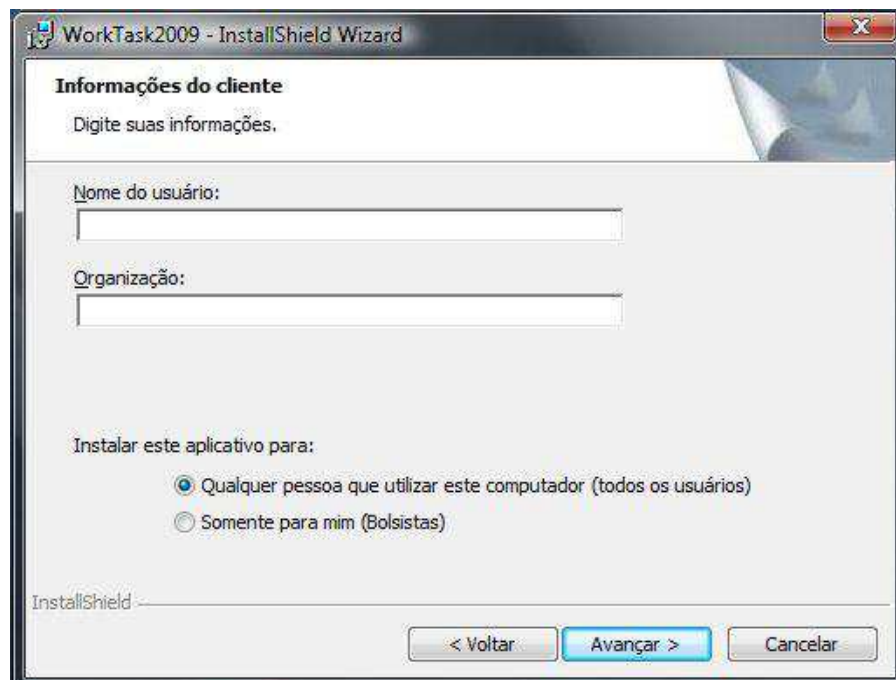 WorkTask2009 - InstallShield Wizard
Informações do cliente
Digite suas informações.
Nome do usuário:
Organização:
Instalar este aplicativo para:
Qualquer pessoa que utilizar este computador (todos os usuários)
Somente para mim (Bolsistas)
InstallShield
< Voltar
Avançar >
Cancelar